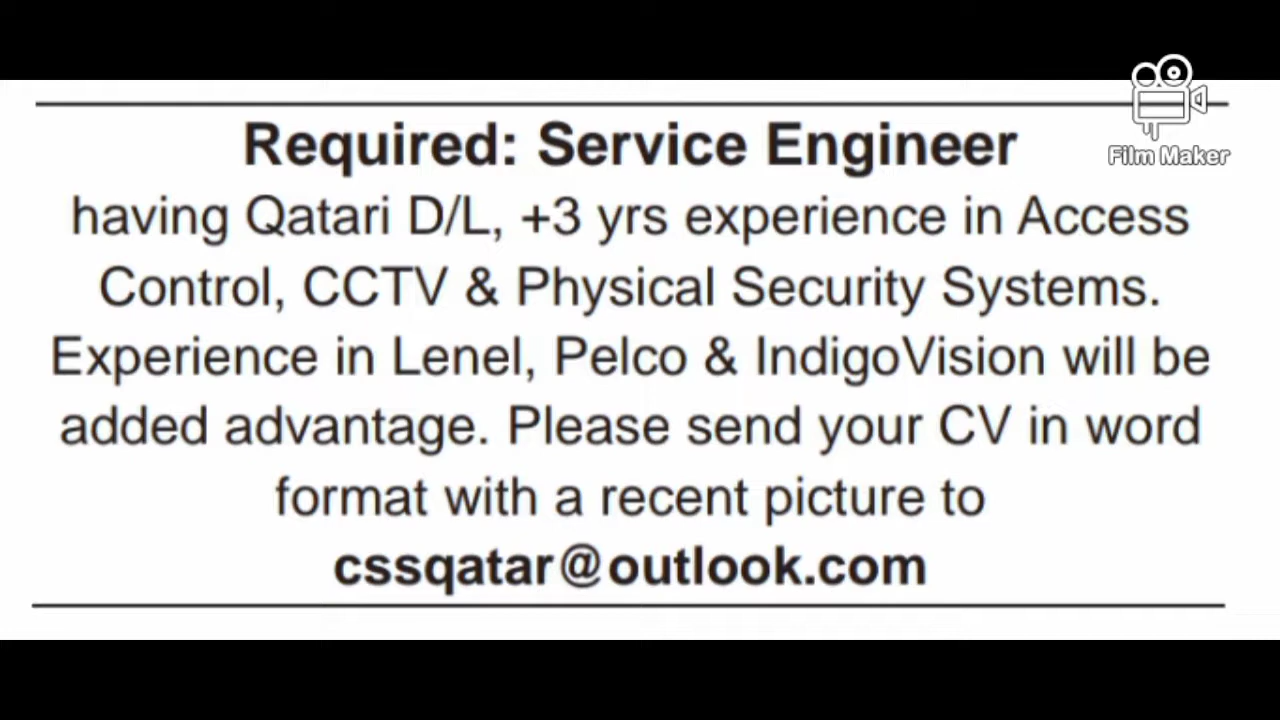 Film Maker
Required: Service Engineer
having Qatari D/L, +3 yrs experience in Access
Control, CCTV & Physical Security Systems.
Experience in Lenel, Pelco & IndigoVision will be
added advantage. Please send your CV in word
format with a recent picture to
cssqatar@outlook.com